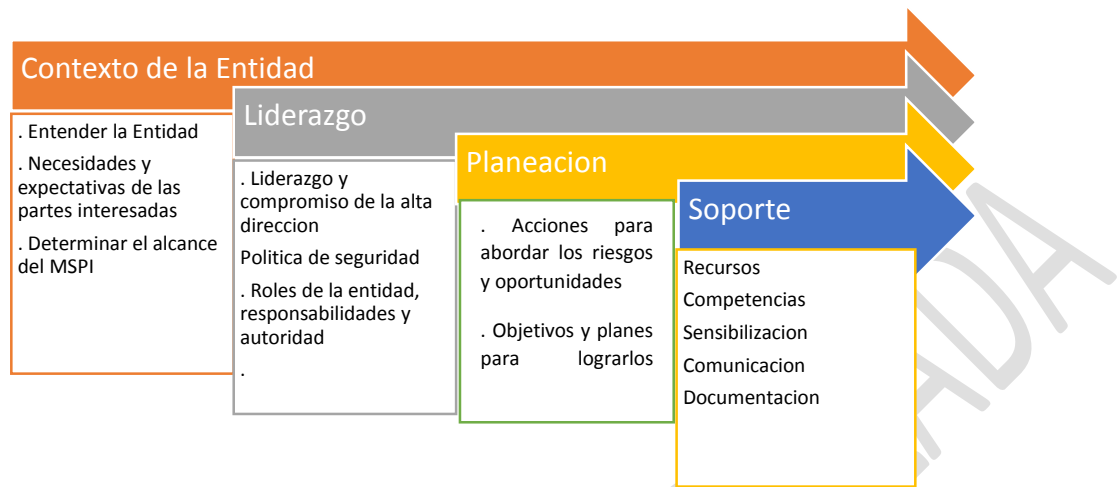 Contexto de la Entidad
. Entender la Entidad
. Necesidades y
expectativas de las
partes interesadas
. Determinar el alcance
del MSPI
Liderazgo
. Liderazgo y
compromiso de la alta
direccion
Politica de seguridad
. Roles de la entidad,
responsabilidades y
autoridad
.
Planeacion
. Acciones para
abordar los riesgos
y oportunidades
. Objetivos y planes
para lograrlos
Soporte
Recursos
Competencias
Sensibilizacion
Comunicacion
Documentacion